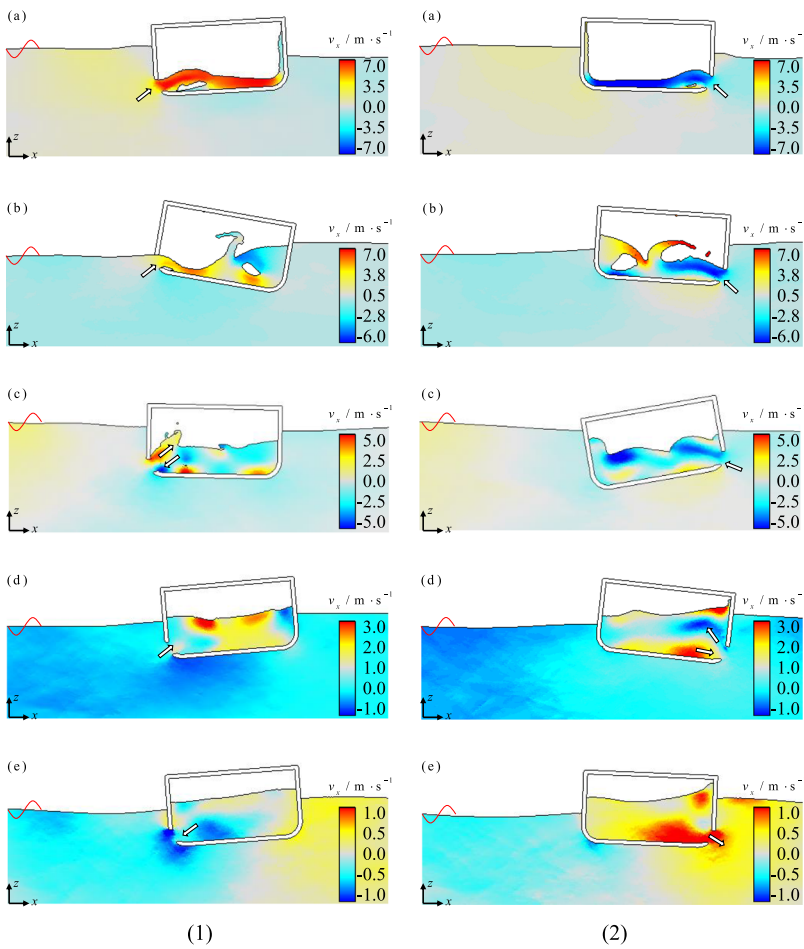 (a) v_x / m · s⁻¹
7.0
3.5
0.0
-3.5
-7.0
z
x
(a) v_x / m · s⁻¹
7.0
3.5
0.0
-3.5
-7.0
z
x
(b) v_x / m · s⁻¹
7.0
3.8
0.5
-2.8
-6.0
z
x
(b) v_x / m · s⁻¹
7.0
3.8
0.5
-2.8
-6.0
z
x
(c) v_x / m · s⁻¹
5.0
2.5
0.0
-2.5
-5.0
z
x
(c) v_x / m · s⁻¹
5.0
2.5
0.0
-2.5
-5.0
z
x
(d) v_x / m · s⁻¹
3.0
2.0
1.0
0.0
-1.0
z
x
(d) v_x / m · s⁻¹
3.0
2.0
1.0
0.0
-1.0
z
x
(e) v_x / m · s⁻¹
1.0
0.5
0.0
-0.5
-1.0
z
x
(e) v_x / m · s⁻¹
1.0
0.5
0.0
-0.5
-1.0
z
x
(1)
(2)